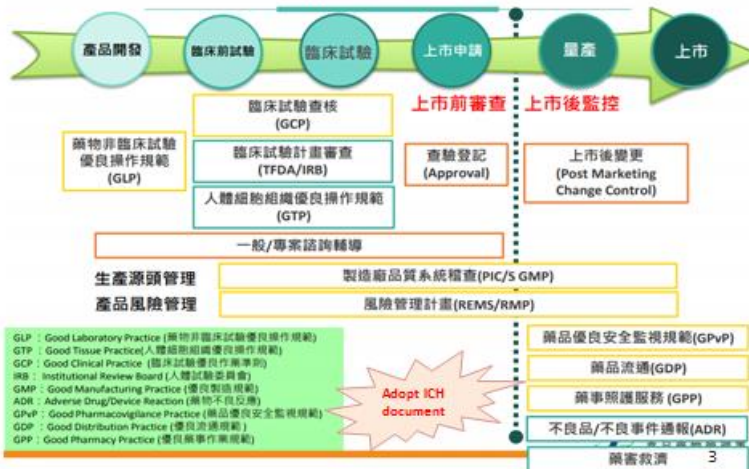 產品開發
臨床前試驗
臨床試驗
上市申請
量產
上市
上市前審查
上市後監控
臨床試驗查核
(GCP)
藥物非臨床試驗
優良操作規範
(GLP)
臨床試驗計畫審查
(TFDA/IRB)
查驗登記
(Approval)
上市後變更
(Post Marketing
Change Control)
人體細胞組織優良操作規範
(GTP)
一般/專案諮詢輔導
生產源頭管理
製造廠品質系統稽查(PIC/S GMP)
產品風險管理
風險管理計畫(REMS/RMP)
GLP：Good Laboratory Practice (藥物非臨床試驗優良操作規範)
GTP：Good Tissue Practice(人體細胞組織優良操作規範)
GCP：Good Clinical Practice (臨床試驗優良作業準則)
IRB：Institutional Review Board (人體試驗委員會)
GMP：Good Manufacturing Practice (優良製造規範)
ADR：Adverse Drug/Device Reaction (藥物不良反應)
GPvP：Good Pharmacovigilance Practice (藥品優良安全監視規範)
GDP：Good Distribution Practice (優良流通規範)
GPP：Good Pharmacy Practice (優良藥事作業規範)
Adopt ICH
document
藥品優良安全監視規範(GPvP)
藥品流通(GDP)
藥事照護服務 (GPP)
不良品/不良事件通報(ADR)
藥害救濟
3